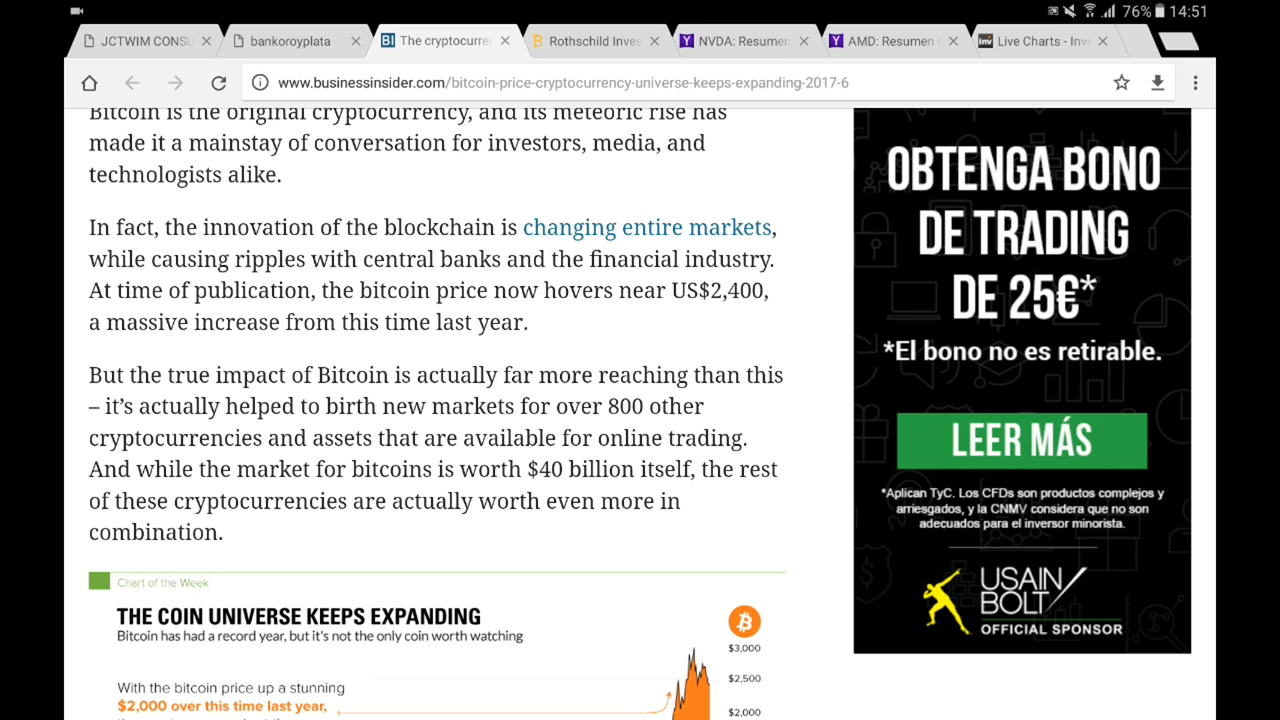 76% 14:51
JCTWIM CONSU
bankoroyplata
The cryptocurre
Rothschild Inves
NVDA: Resumen
AMD: Resumen
Live Charts - Inv
www.businessinsider.com/bitcoin-price-cryptocurrency-universe-keeps-expanding-2017-6
Bitcoin is the original cryptocurrency, and its meteoric rise has
made it a mainstay of conversation for investors, media, and
technologists alike.
In fact, the innovation of the blockchain is changing entire markets,
while causing ripples with central banks and the financial industry.
At time of publication, the bitcoin price now hovers near US$2,400,
a massive increase from this time last year.
But the true impact of Bitcoin is actually far more reaching than this
– it’s actually helped to birth new markets for over 800 other
cryptocurrencies and assets that are available for online trading.
And while the market for bitcoins is worth $40 billion itself, the rest
of these cryptocurrencies are actually worth even more in
combination.
Chart of the Week
THE COIN UNIVERSE KEEPS EXPANDING
Bitcoin has had a record year, but it's not the only coin worth watching
With the bitcoin price up a stunning
$2,000 over this time last year,
$3,000
$2,500
$2,000
OBTENGA BONO
DE TRADING
DE 25€*
*El bono no es retirable.
LEER MÁS
*Aplican TyC. Los CFDs son productos complejos y
arriesgados, y la CNMV considera que no son
adecuados para el inversor minorista.
USAIN
BOLT
OFFICIAL SPONSOR